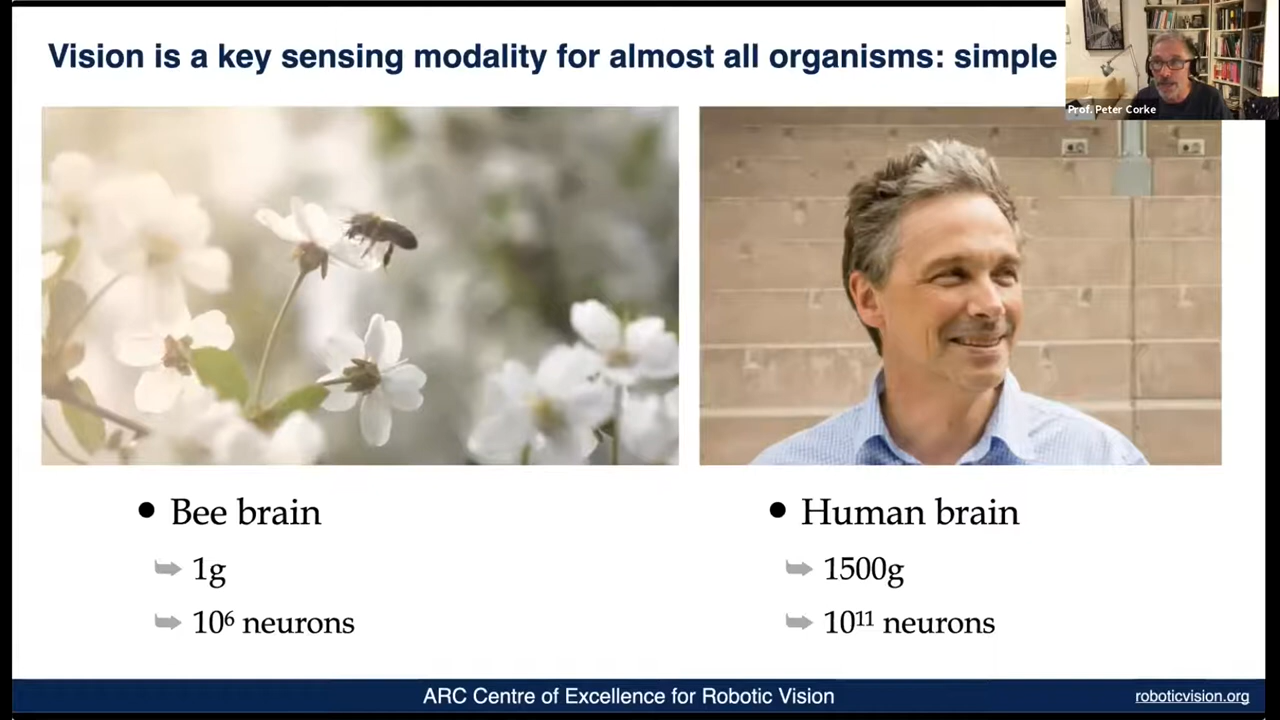 Vision is a key sensing modality for almost all organisms: simple
Prof. Peter Corke
• Bee brain
➥ 1g
➥ 10⁶ neurons
• Human brain
➥ 1500g
➥ 10¹¹ neurons
ARC Centre of Excellence for Robotic Vision
roboticvision.org